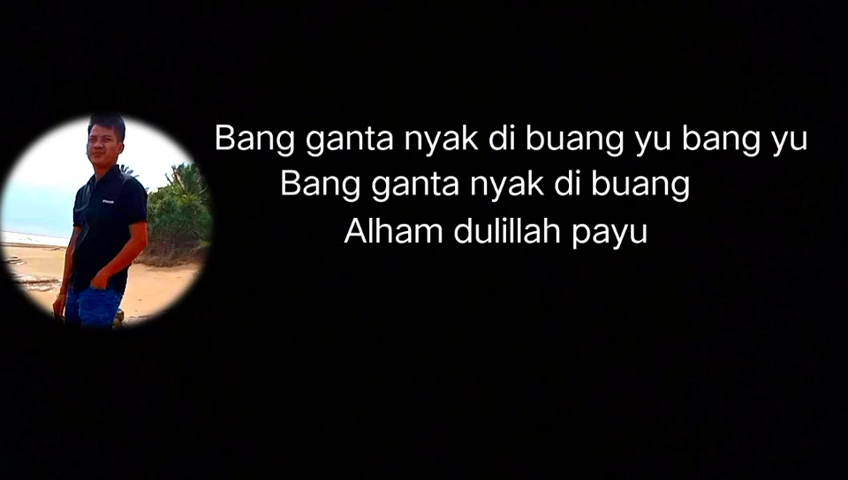 Bang ganta nyak di buang yu bang yu
Bang ganta nyak di buang
Alham dulillah payu